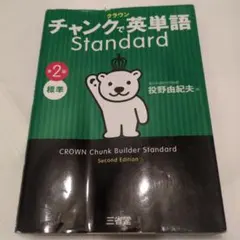 クラウン
チャンクで英単語
Standard
第2版
標準
投野由紀夫
CROWN Chunk Builder Standard
Second Edition
三省堂